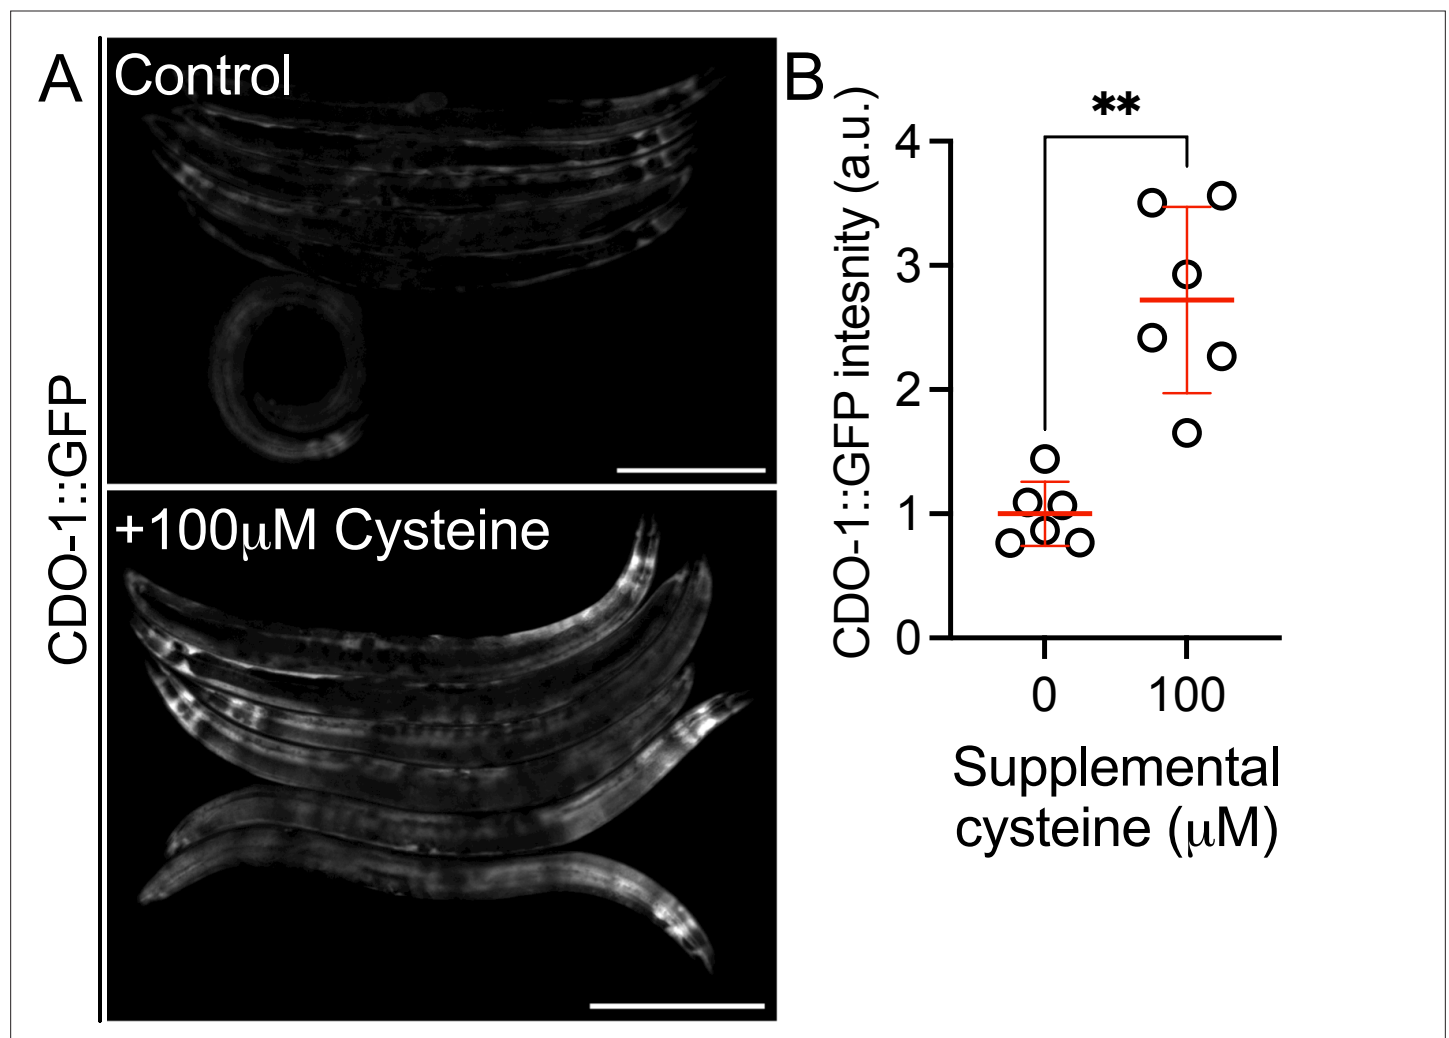 A
CDO-1::GFP
Control
+100μM Cysteine
B
CDO-1::GFP intesnity (a.u.)
**
4
3
2
1
0
0 100
Supplemental
cysteine (μM)